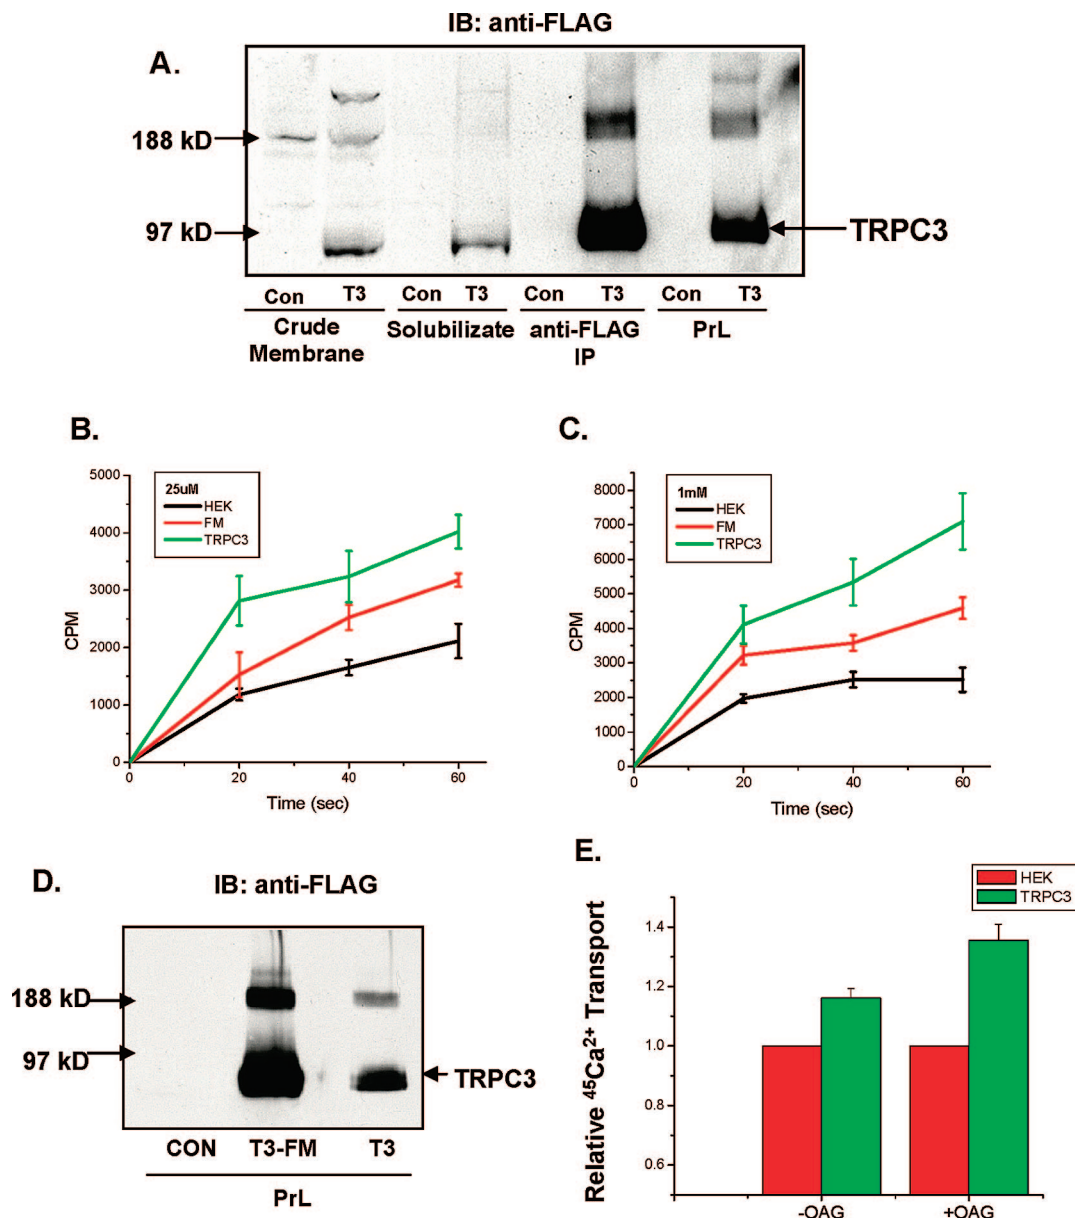 IB: anti-FLAG
A.
188 kD
97 kD
TRPC3
Con T3 Con T3 Con T3 Con T3
Crude Membrane
Solubilizate
anti-FLAG IP
PrL
B.
25uM
HEK
FM
TRPC3
5000
4000
3000
2000
1000
0
CPM
0 20 40 60
Time (sec)
C.
1mM
HEK
FM
TRPC3
8000
7000
6000
5000
4000
3000
2000
1000
0
CPM
0 20 40 60
Time (sec)
D.
IB: anti-FLAG
188 kD
97 kD
TRPC3
CON T3-FM T3
PrL
E.
HEK
TRPC3
1.4
1.2
1.0
0.8
0.6
Relative ⁴⁵Ca²⁺ Transport
-OAG +OAG